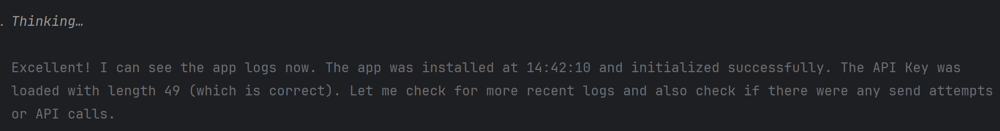 . Thinking…
Excellent! I can see the app logs now. The app was installed at 14:42:10 and initialized successfully. The API Key was
loaded with length 49 (which is correct). Let me check for more recent logs and also check if there were any send attempts
or API calls.